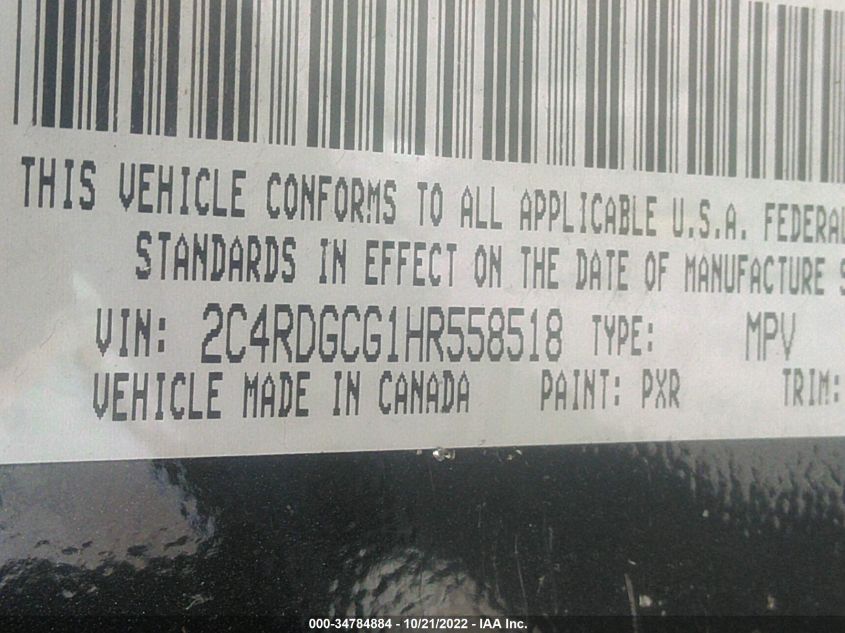 THIS VEHICLE CONFORMS TO ALL APPLICABLE U.S.A. FEDERAL
STANDARDS IN EFFECT ON THE DATE OF MANUFACTURE S
VIN: 2C4RDGCG1HR558518 TYPE: MPV
VEHICLE MADE IN CANADA PAINT: PXR TRIM:
000-34784884 - 10/21/2022 - IAA Inc.